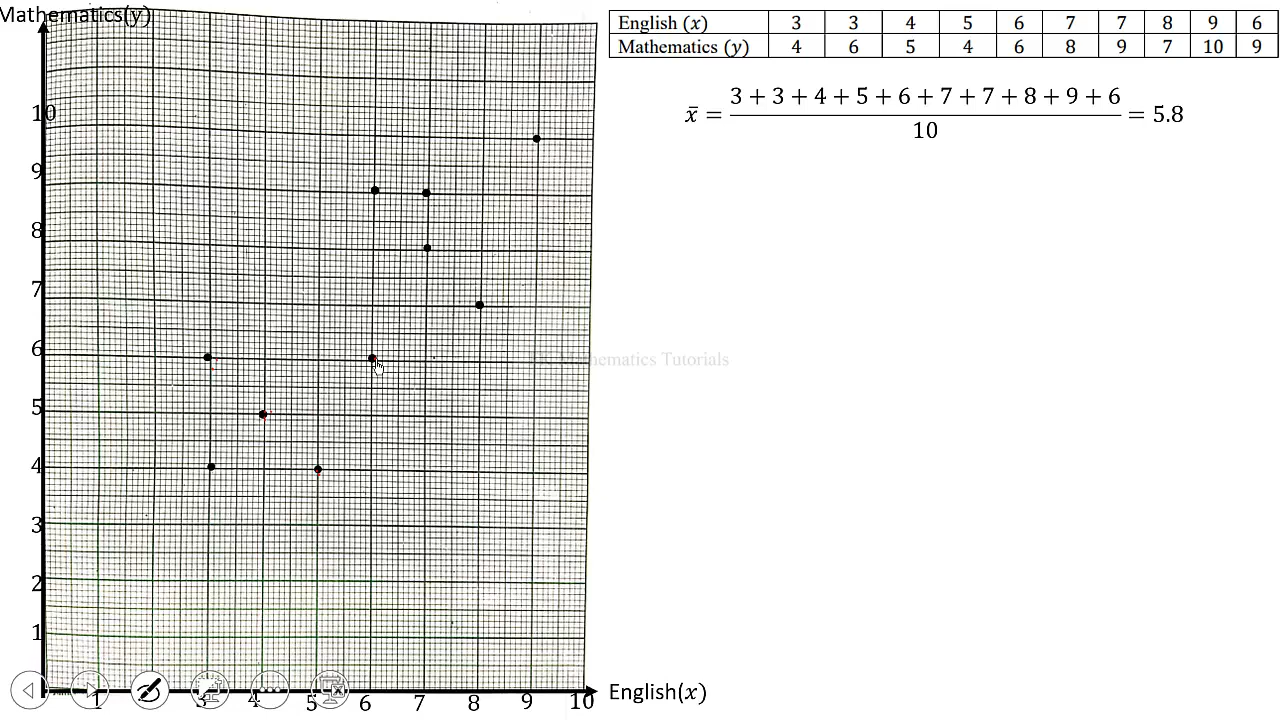 Mathematics(y)
English (x) 3 3 4 5 6 7 7 8 9 6
Mathematics (y) 4 6 5 4 6 8 9 7 10 9
x̄ = (3 + 3 + 4 + 5 + 6 + 7 + 7 + 8 + 9 + 6)/10 = 5.8
10
9
8
7
6
5
4
3
2
1
Mathematics Tutorials
1 3 4 5 6 7 8 9 10 English(x)